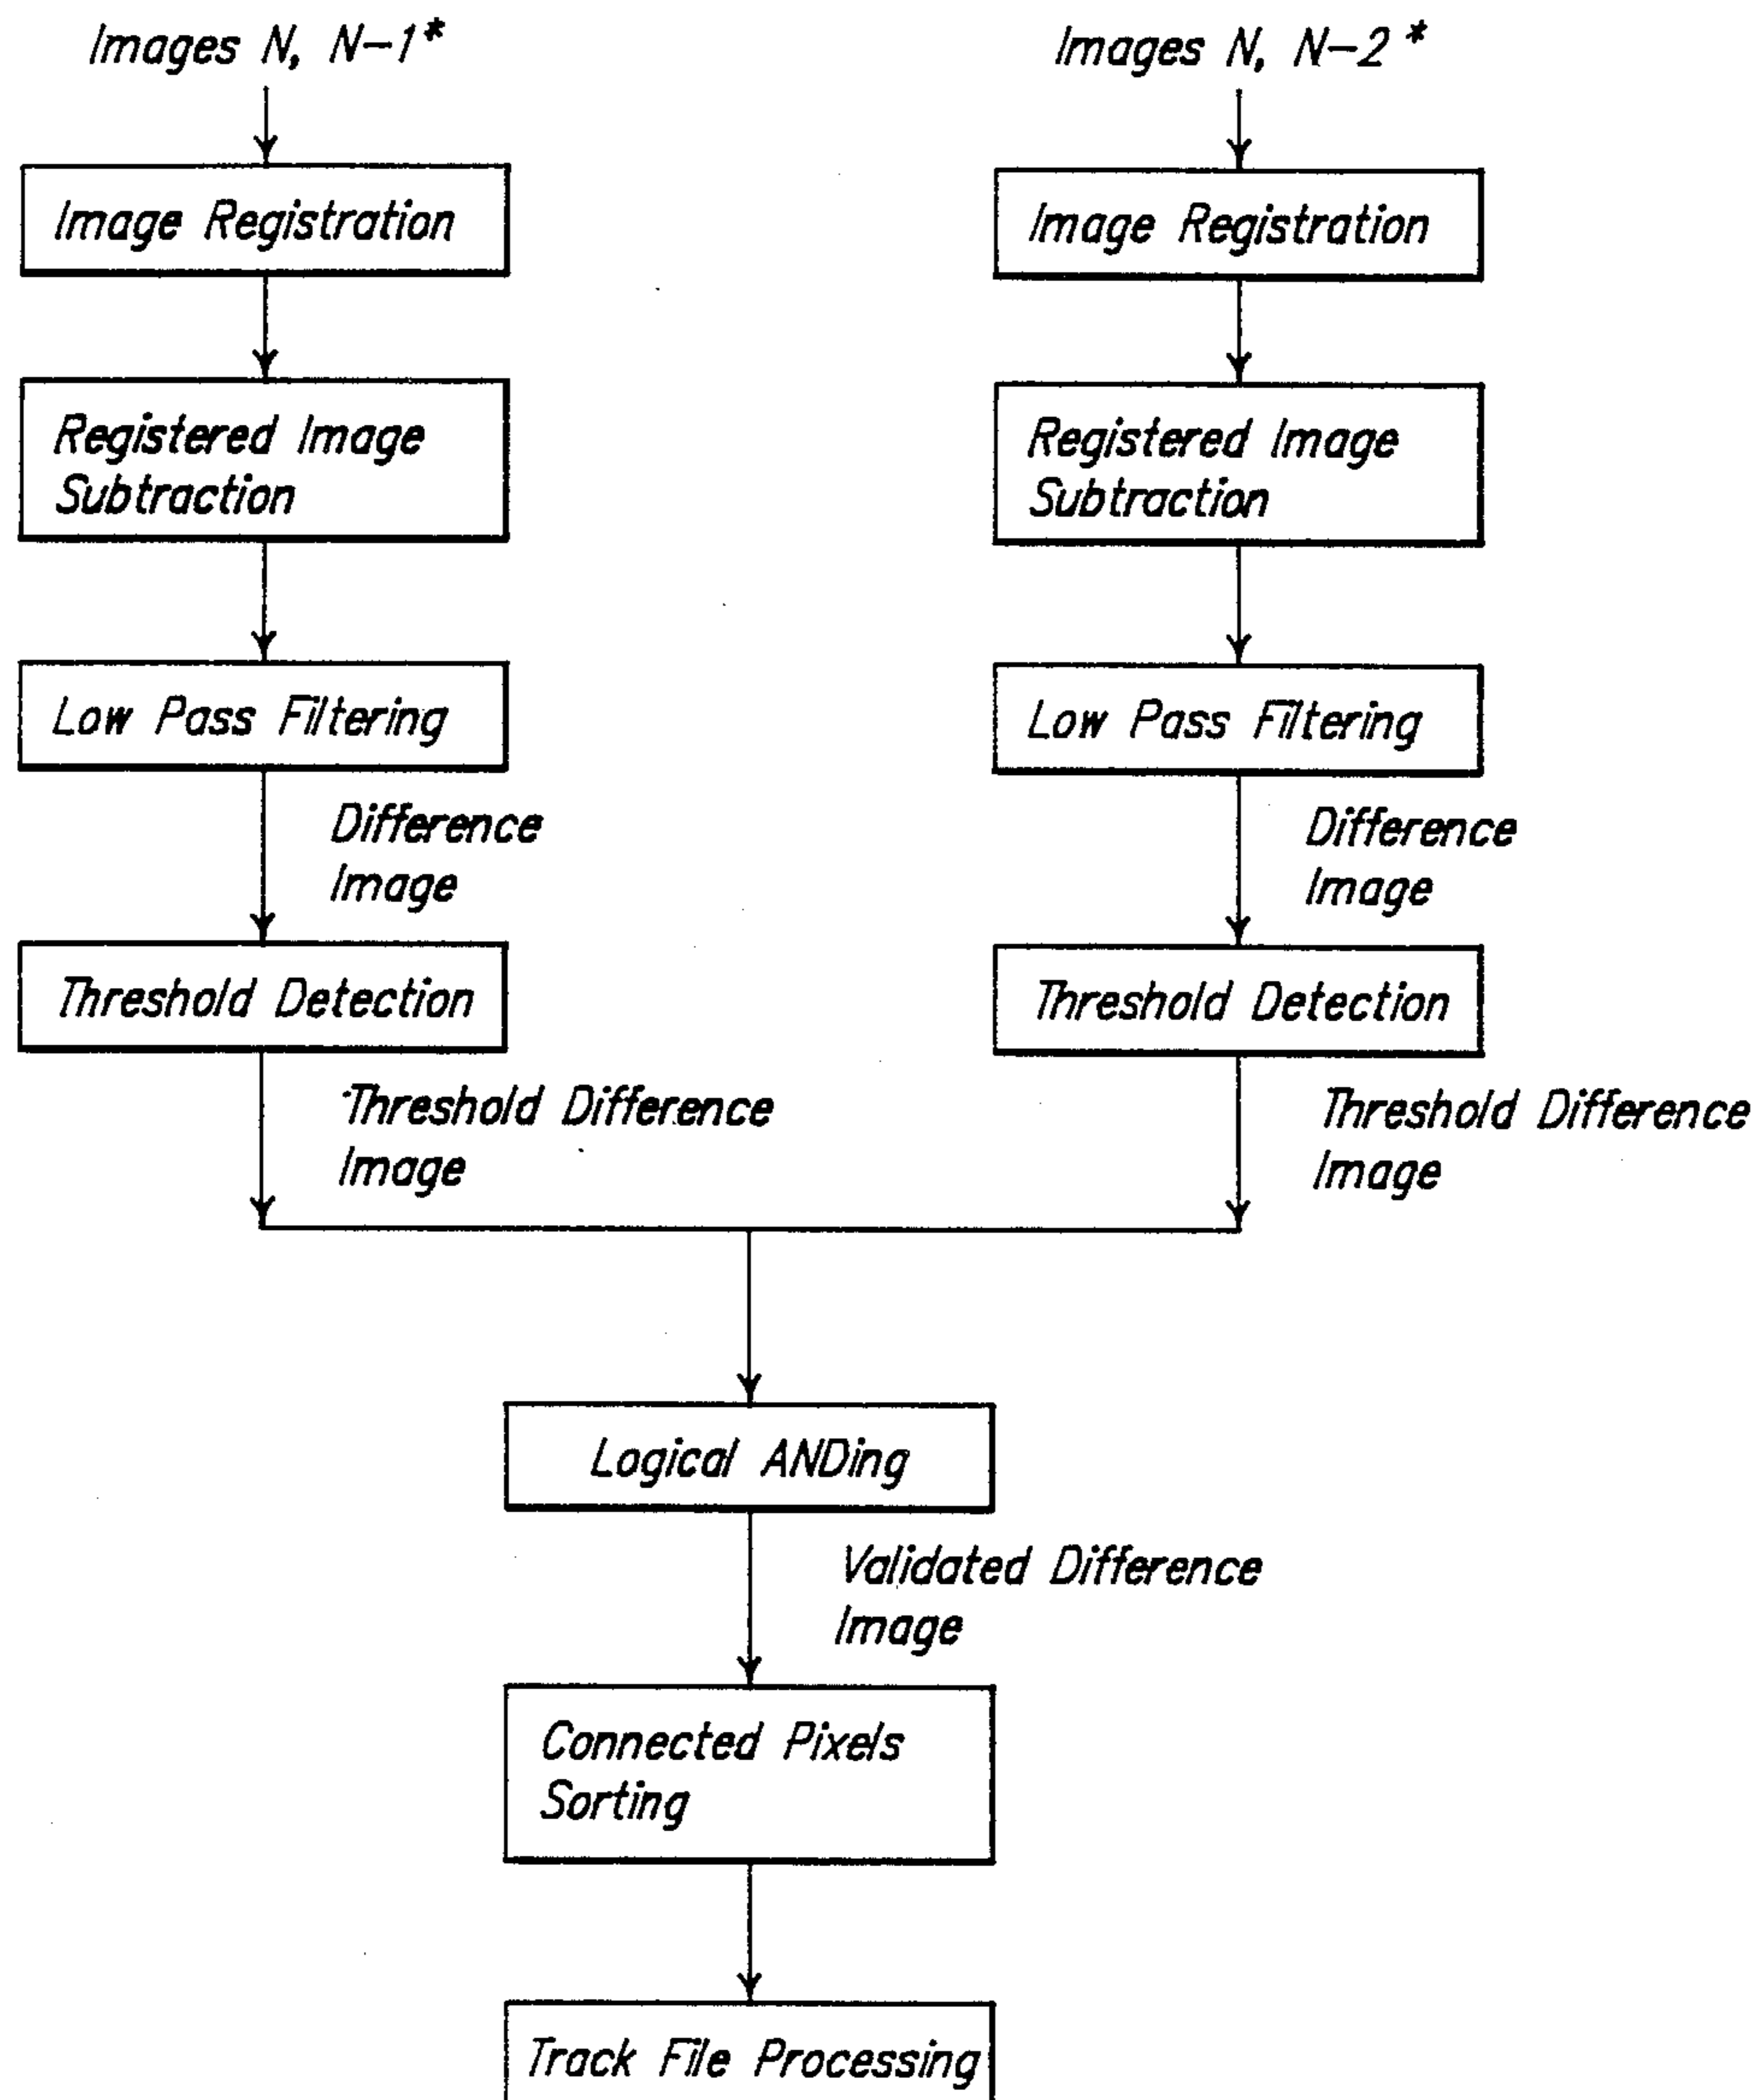 Images N, N-1*
Images N, N-2*
Image Registration
Image Registration
Registered Image
Subtraction
Registered Image
Subtraction
Low Pass Filtering
Low Pass Filtering
Difference
Image
Difference
Image
Threshold Detection
Threshold Detection
Threshold Difference
Image
Threshold Difference
Image
Logical ANDing
Validated Difference
Image
Connected Pixels
Sorting
Track File Processing